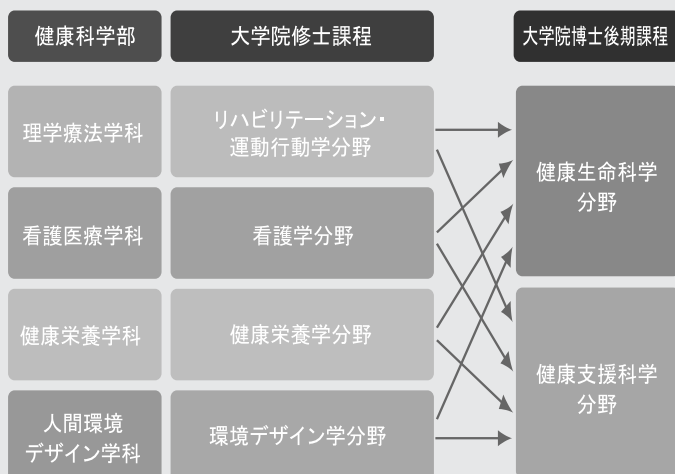 健康科学部
大学院修士課程
大学院博士後期課程
理学療法学科
リハビリテーション・
運動行動学分野
健康生命科学
分野
看護医療学科
看護学分野
健康栄養学科
健康栄養学分野
健康支援科学
分野
人間環境
デザイン学科
環境デザイン学分野